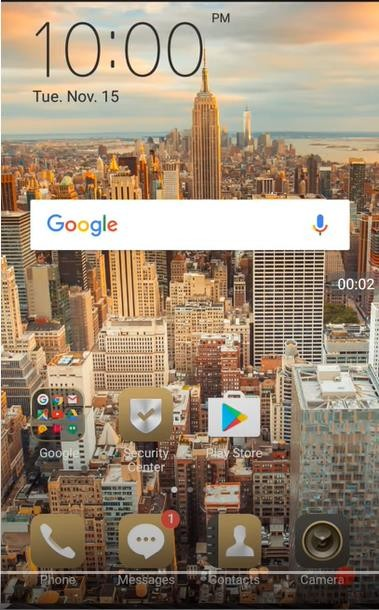 10:00 PM
Tue. Nov. 15
Google
00:02
Google
Security
Center
Play Store
1
Phone
Messages
Contacts
Camera